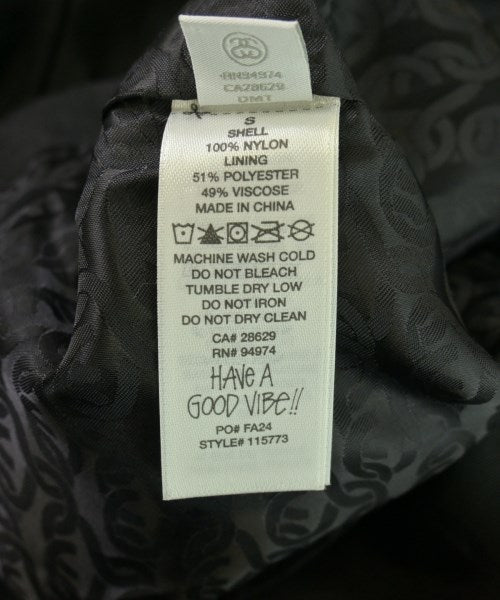 RN94974
CA28629
DMT
S
SHELL
100% NYLON
LINING
51% POLYESTER
49% VISCOSE
MADE IN CHINA
MACHINE WASH COLD
DO NOT BLEACH
TUMBLE DRY LOW
DO NOT IRON
DO NOT DRY CLEAN
CA# 28629
RN# 94974
HAVE A
GOOD VIBE!!
PO# FA24
STYLE# 115773